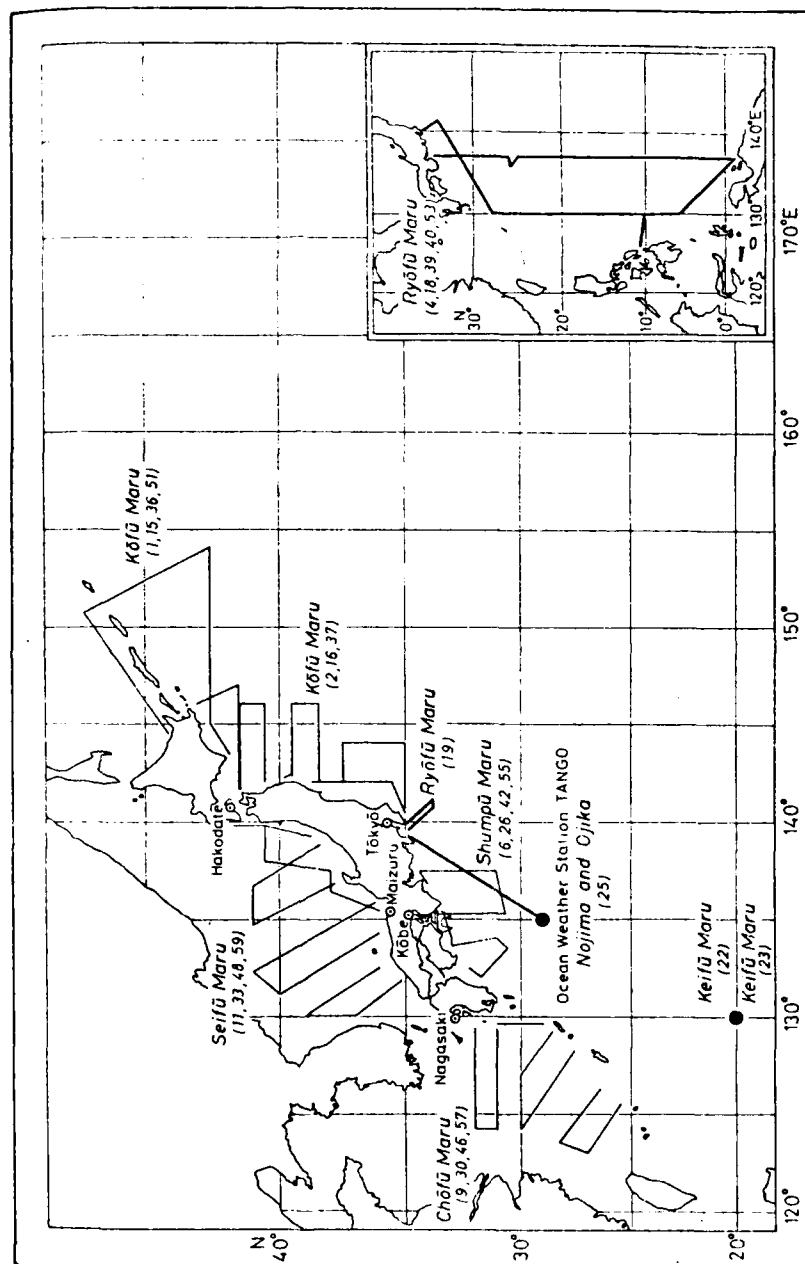 N
40°
30°
20°
120°
130°
140°
150°
160°
170°E
Kōfū Maru
(1,15,36,51)
Kōfū Maru
(2,16,37)
Ryōfū Maru
(19)
Shumpū Maru
(6,26,42,55)
Ocean Weather Station TANGO
Nojima and Ojika
(25)
Keifū Maru
(22)
Keifū Maru
(23)
Seifū Maru
(11,33,48,59)
Chōfū Maru
(9,30,46,57)
Hakodate
Tōkyō
Maizuru
Kōbe
Nagasaki
Ryōfū Maru
(4,18,39,40,53)
N
30°
20°
10°
0°
120°
130°
140°E